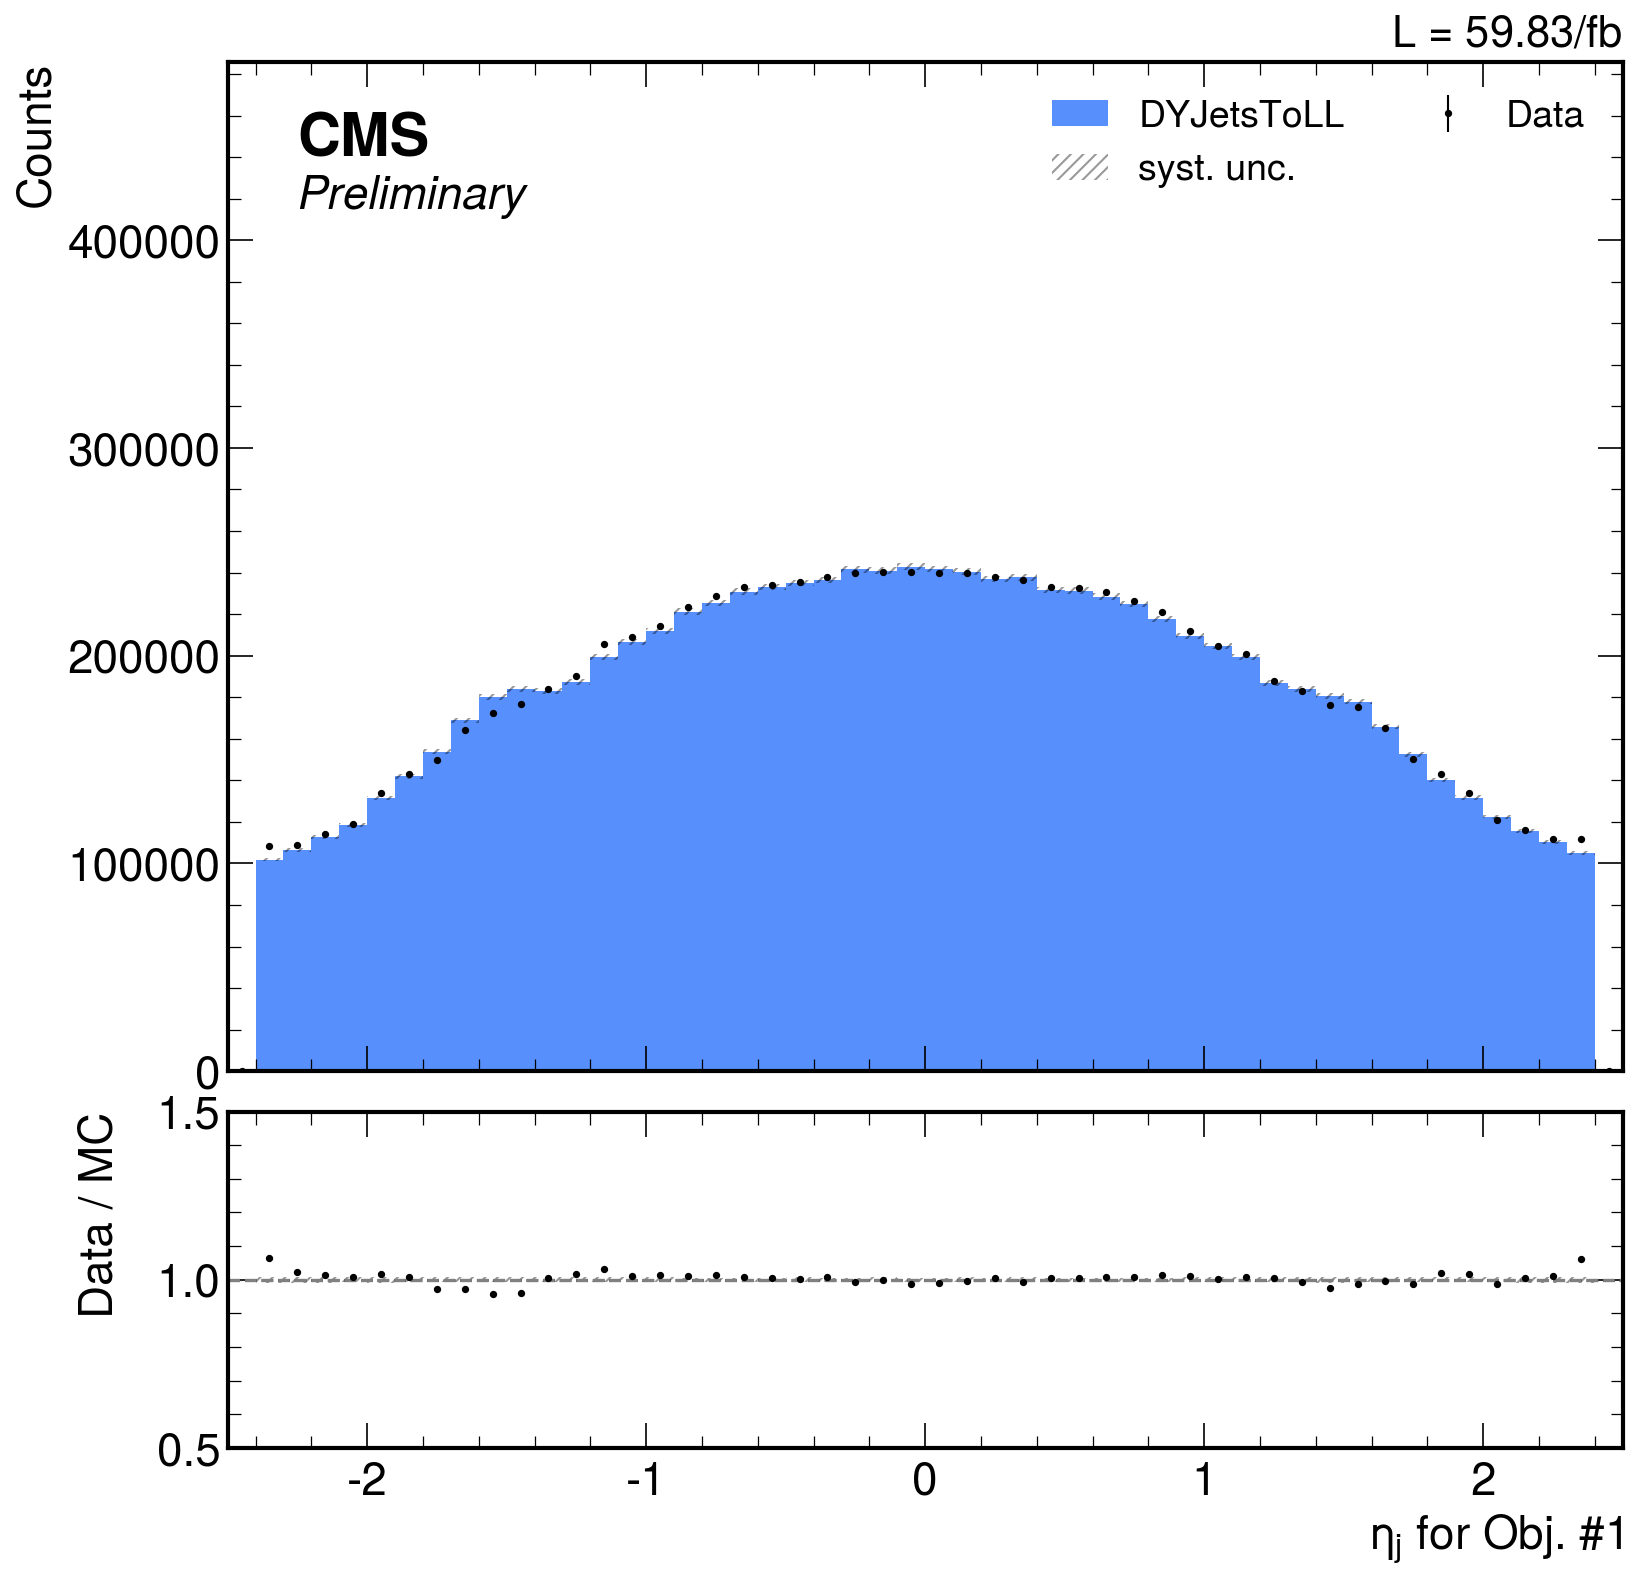 L = 59.83/fb
Counts
CMS
Preliminary
DYJetsToLL
syst. unc.
Data
400000
300000
200000
100000
0
Data / MC
1.5
1.0
0.5
-2 -1 0 1 2
ηj for Obj. #1